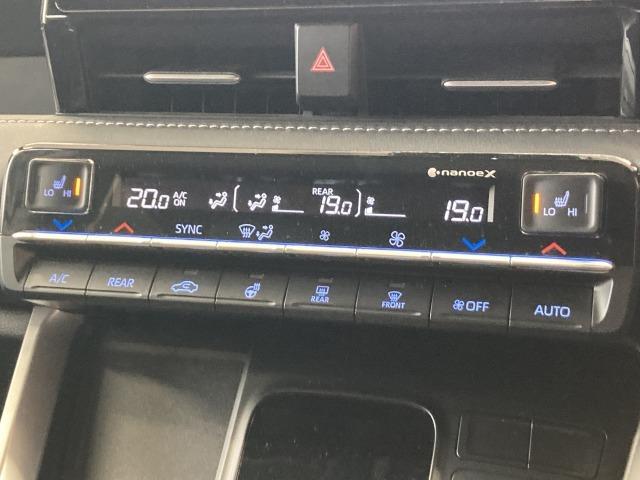 nanoeX
LO HI
20.0 A/C ON
REAR
19.0
19.0
LO HI
SYNC
A/C REAR REAR FRONT OFF AUTO